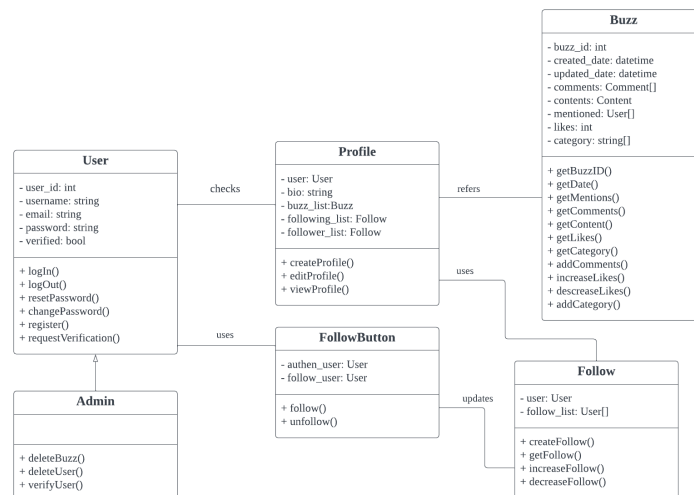 Buzz
- buzz_id: int
- created_date: datetime
- updated_date: datetime
- comments: Comment[]
- contents: Content
- mentioned: User[]
- likes: int
- category: string[]
+ getBuzzID()
+ getDate()
+ getMentions()
+ getComments()
+ getContent()
+ getLikes()
+ getCategory()
+ addComments()
+ increaseLikes()
+ descreaseLikes()
+ addCategory()
User
- user_id: int
- username: string
- email: string
- password: string
- verified: bool
+ logIn()
+ logOut()
+ resetPassword()
+ changePassword()
+ register()
+ requestVerification()
checks
Profile
- user: User
- bio: string
- buzz_list:Buzz
- following_list: Follow
- follower_list: Follow
+ createProfile()
+ editProfile()
+ viewProfile()
refers
uses
uses
FollowButton
- authen_user: User
- follow_user: User
+ follow()
+ unfollow()
updates
Follow
- user: User
- follow_list: User[]
+ createFollow()
+ getFollow()
+ increaseFollow()
+ decreaseFollow()
Admin
+ deleteBuzz()
+ deleteUser()
+ verifyUser()